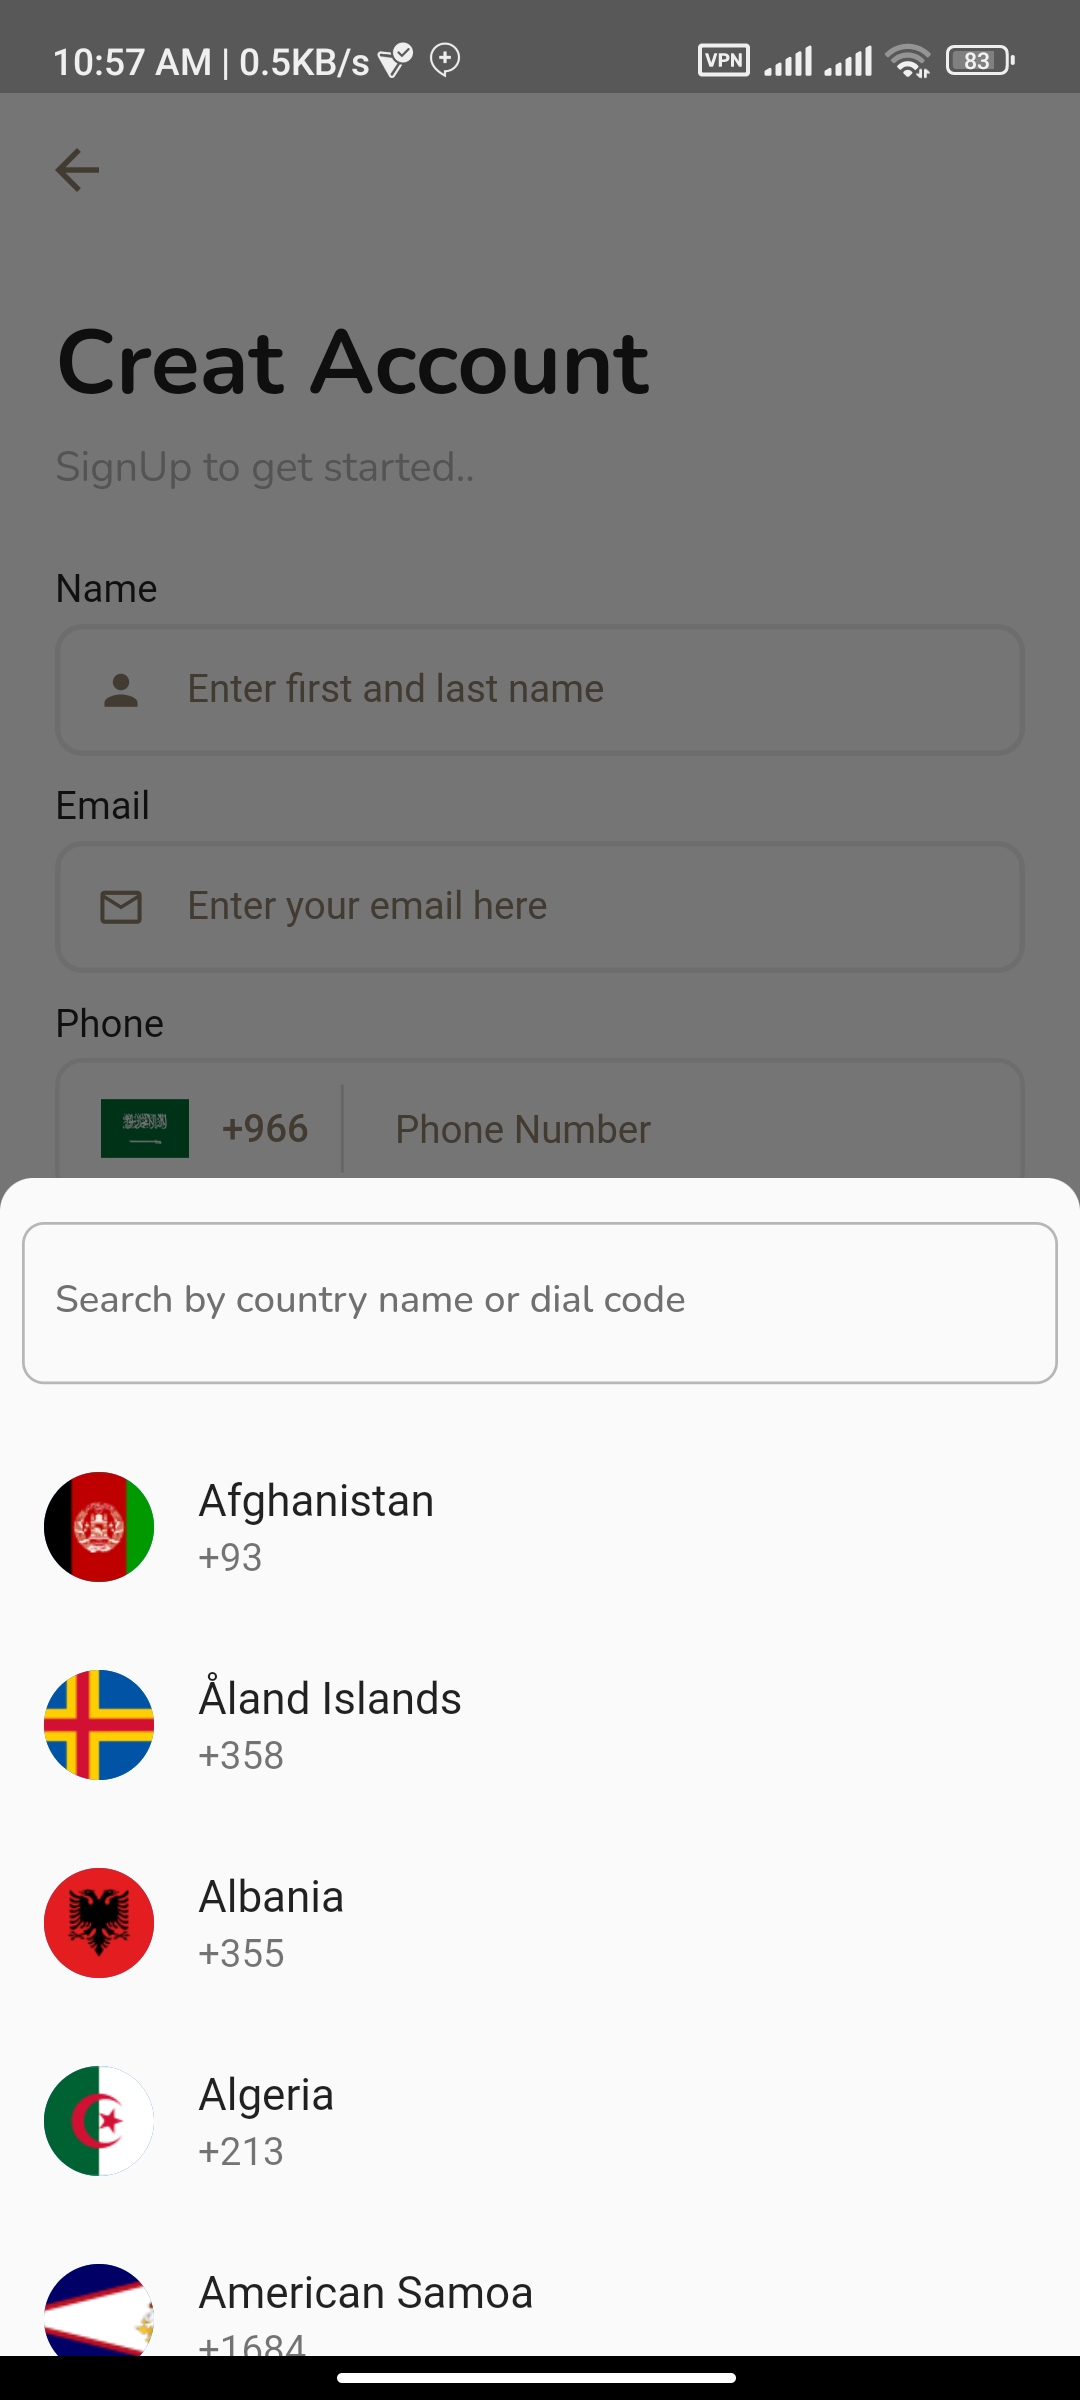 10:57 AM | 0.5KB/s
VPN
83
Creat Account
SignUp to get started..
Name
Enter first and last name
Email
Enter your email here
Phone
+966
Phone Number
Search by country name or dial code
Afghanistan
+93
Åland Islands
+358
Albania
+355
Algeria
+213
American Samoa
+1684